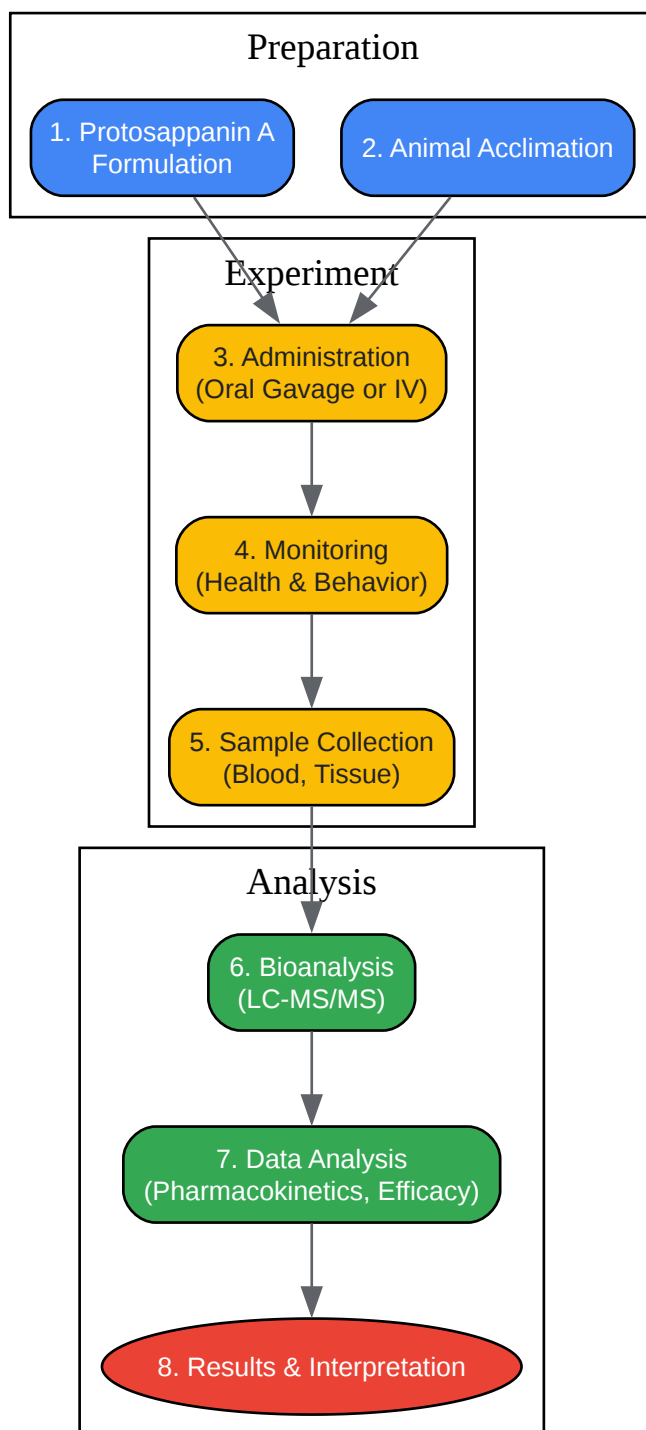 Preparation
1. Protosappanin A
Formulation
2. Animal Acclimation
Experiment
3. Administration
(Oral Gavage or IV)
4. Monitoring
(Health & Behavior)
5. Sample Collection
(Blood, Tissue)
Analysis
6. Bioanalysis
(LC-MS/MS)
7. Data Analysis
(Pharmacokinetics, Efficacy)
8. Results & Interpretation